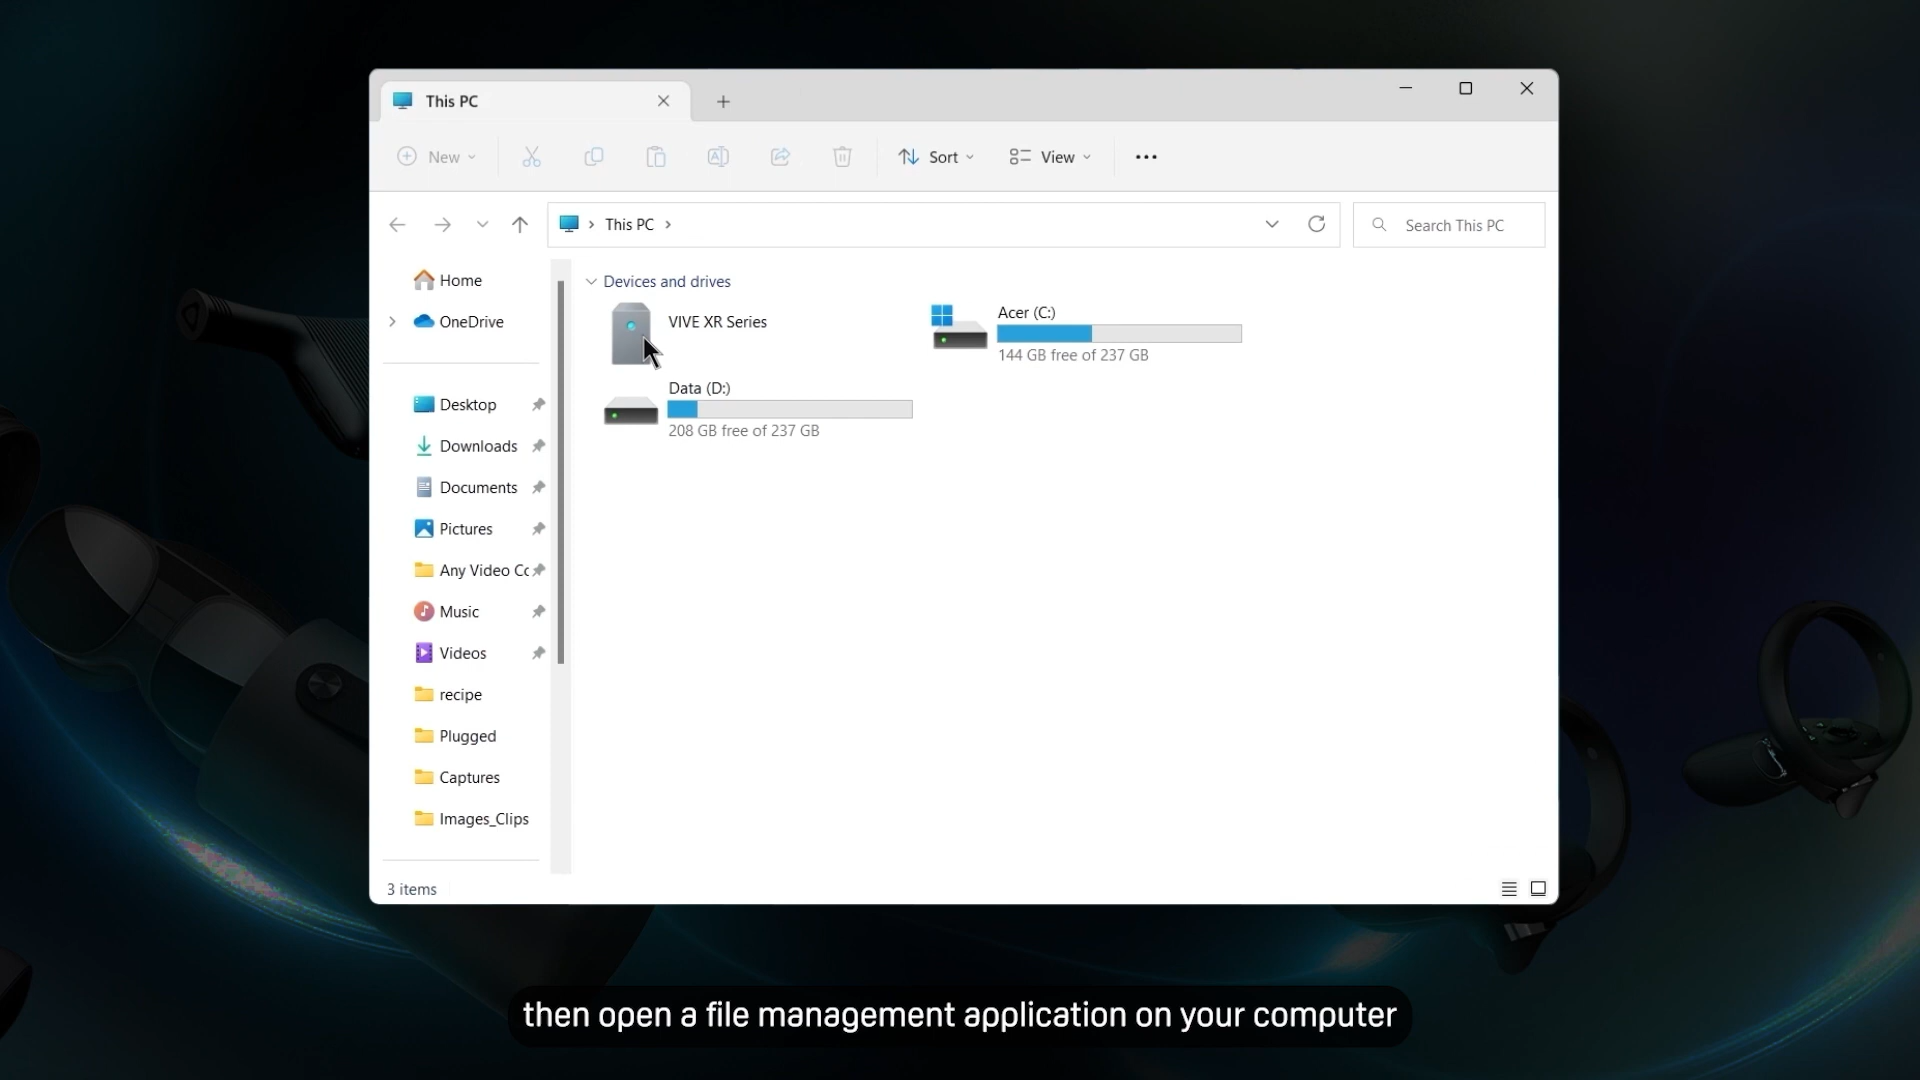 This PC
New
Sort
View
This PC
Search This PC
Home
OneDrive
Desktop
Downloads
Documents
Pictures
Any Video Cc
Music
Videos
recipe
Plugged
Captures
Images_Clips
Devices and drives
VIVE XR Series
Acer (C:)
144 GB free of 237 GB
Data (D:)
208 GB free of 237 GB
3 items
then open a file management application on your computer